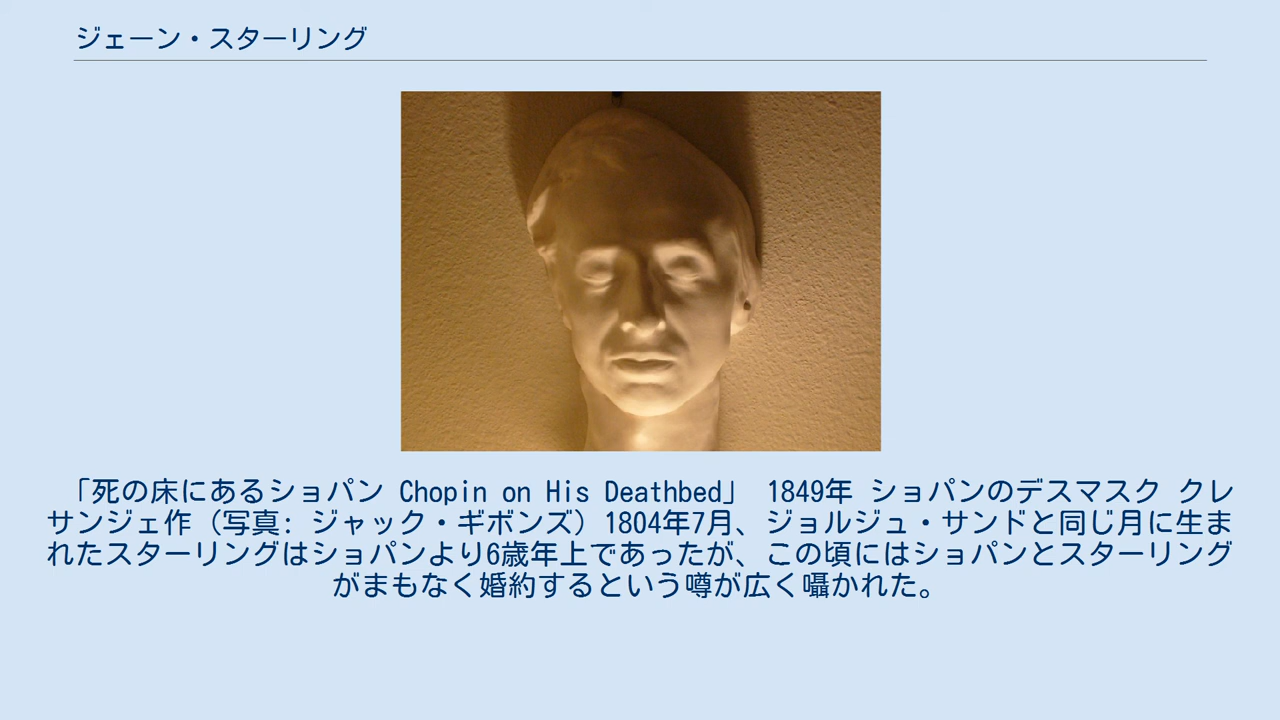 ジェーン・スターリング
「死の床にあるショパン Chopin on His Deathbed」 1849年 ショパンのデスマスク クレ
サンジェ作（写真: ジャック・ギボンズ）1804年7月、ジョルジュ・サンドと同じ月に生ま
れたスターリングはショパンより6歳年上であったが、この頃にはショパンとスターリング
がまもなく婚約するという噂が広く囁かれた。